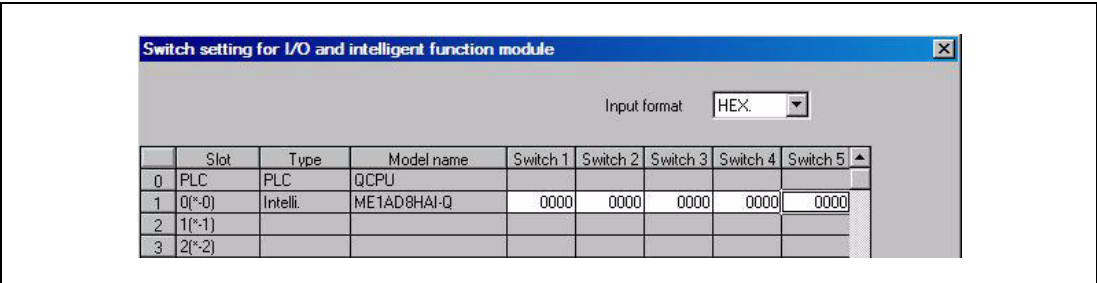 Switch setting for I/O and intelligent function module
Input format HEX.
Slot Type Model name Switch 1 Switch 2 Switch 3 Switch 4 Switch 5
0 PLC PLC QCPU
1 0(*-0) Intelli. ME1AD8HAI-Q 0000 0000 0000 0000 0000
2 1(*-1)
3 2(*-2)